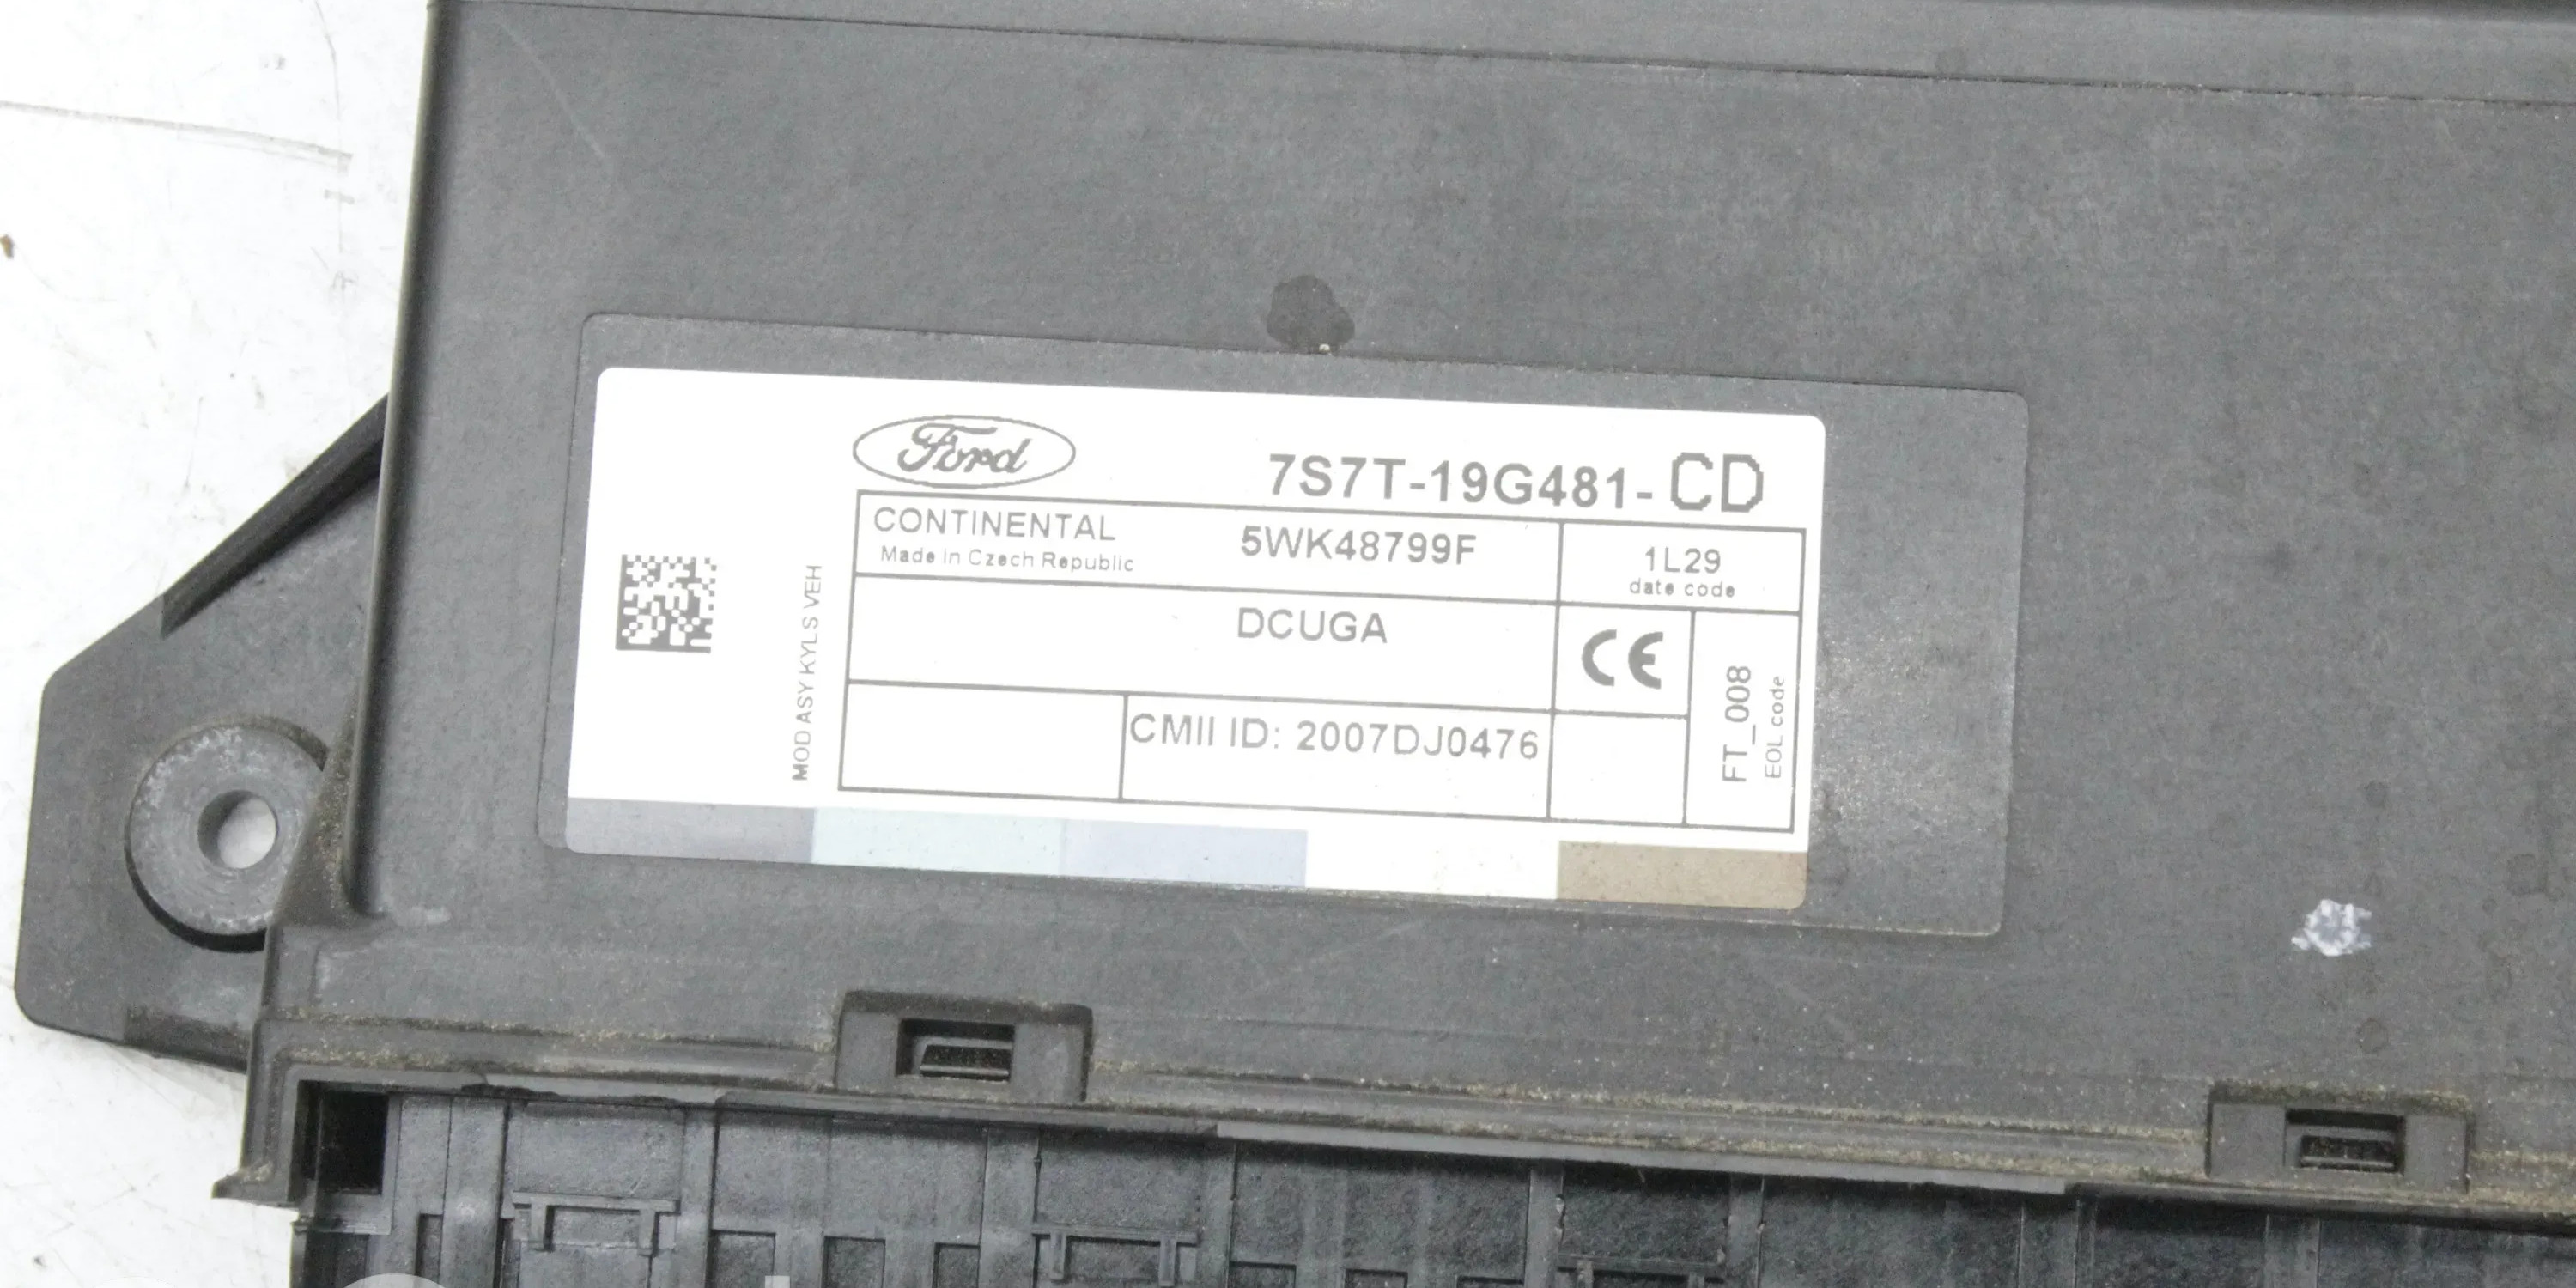 Ford
7S7T-19G481-CD
CONTINENTAL 5WK48799F
Made in Czech Republic
1L29
date code
DCUGA
CE
CMII ID: 2007DJ0476
FT_008
EOL code
MOD ASY KYLS VEH